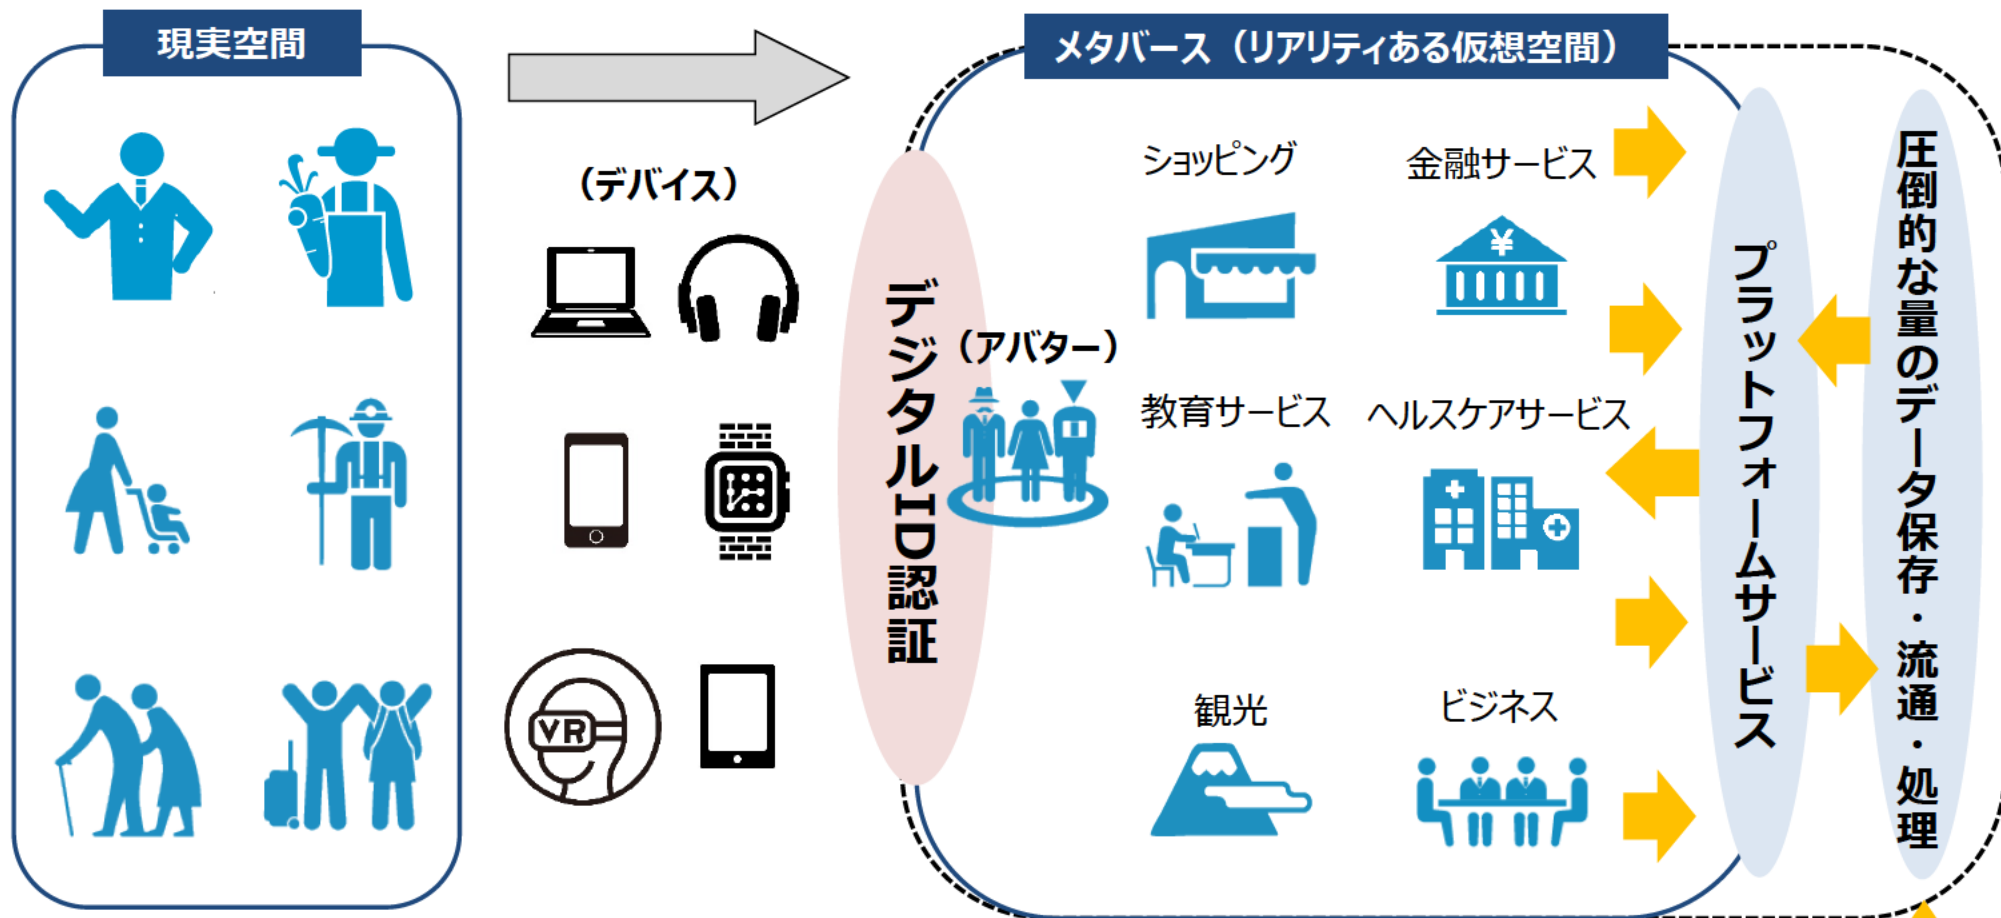 現実空間
メタバース（リアリティある仮想空間）
（デバイス）
VR
デジタルID認証
（アバター）
ショッピング
金融サービス
¥
教育サービス
ヘルスケアサービス
観光
ビジネス
プラットフォームサービス
圧倒的な量のデータ保存・流通・処理